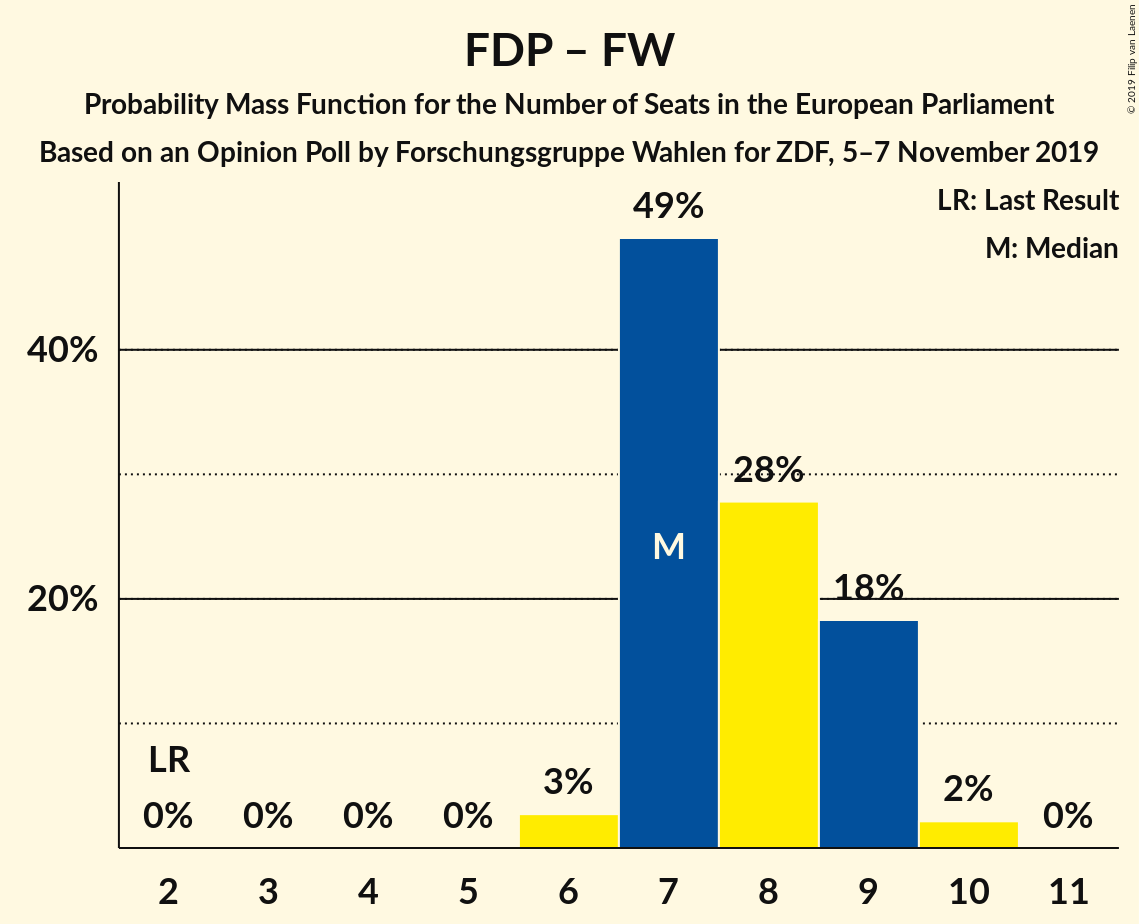 FDP – FW
Probability Mass Function for the Number of Seats in the European Parliament
Based on an Opinion Poll by Forschungsgruppe Wahlen for ZDF, 5–7 November 2019
© 2019 Filip van Laenen
LR: Last Result
M: Median
49%
40%
28%
M
20%
18%
LR
0% 0% 0% 0% 3% 2% 0%
2 3 4 5 6 7 8 9 10 11